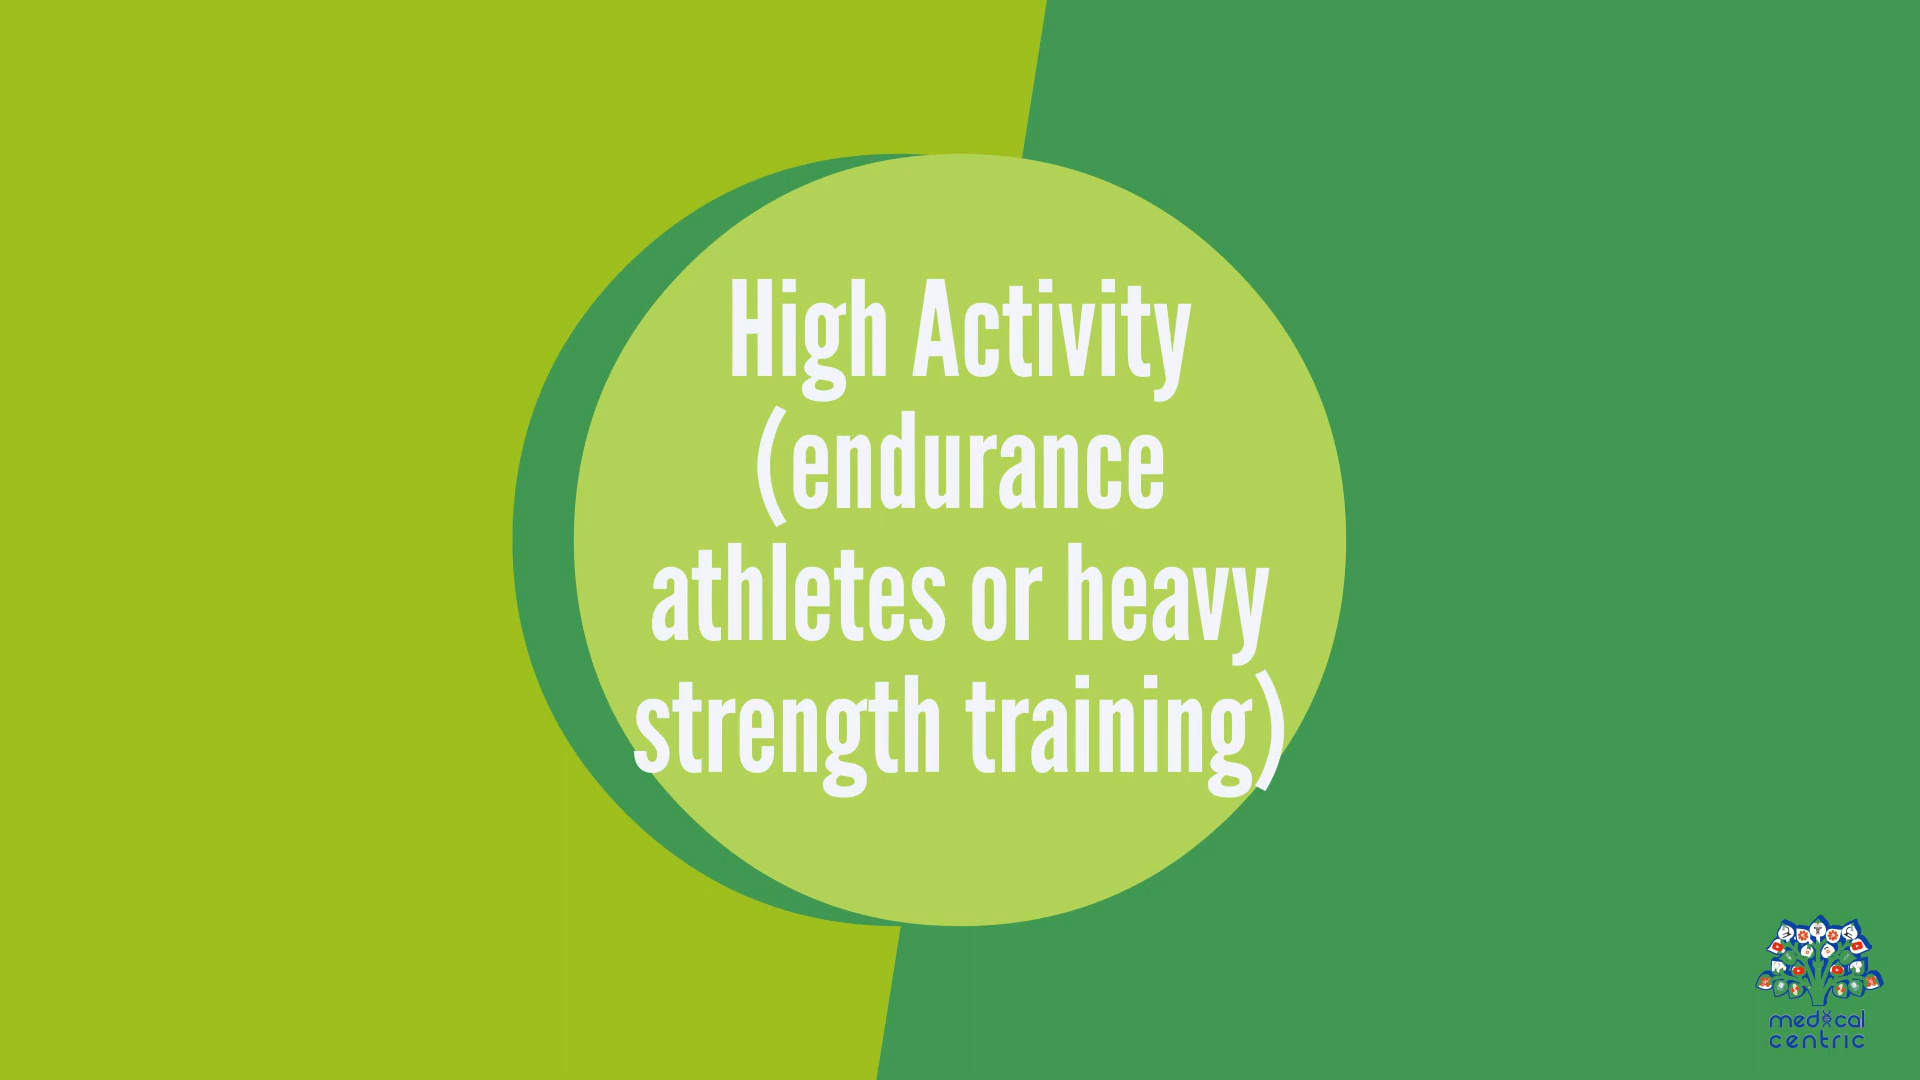 High Activity
(endurance
athletes or heavy
strength training)
medical
centric